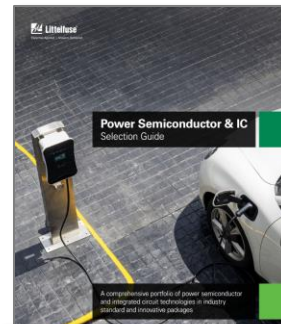 Littelfuse
Power Semiconductor & IC
Selection Guide
A comprehensive portfolio of power semiconductor
and integrated circuit technologies in industry
standard and innovative packages